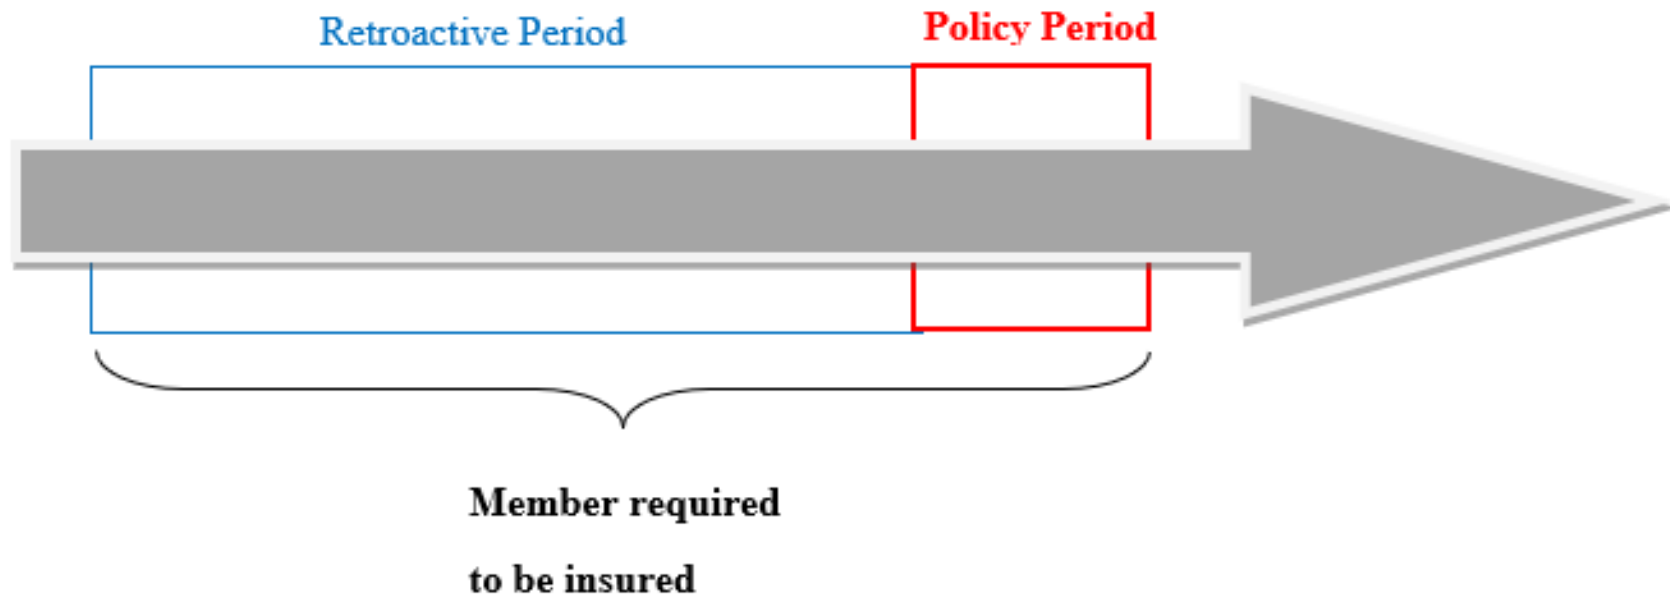 Retroactive Period
Policy Period
Member required
to be insured